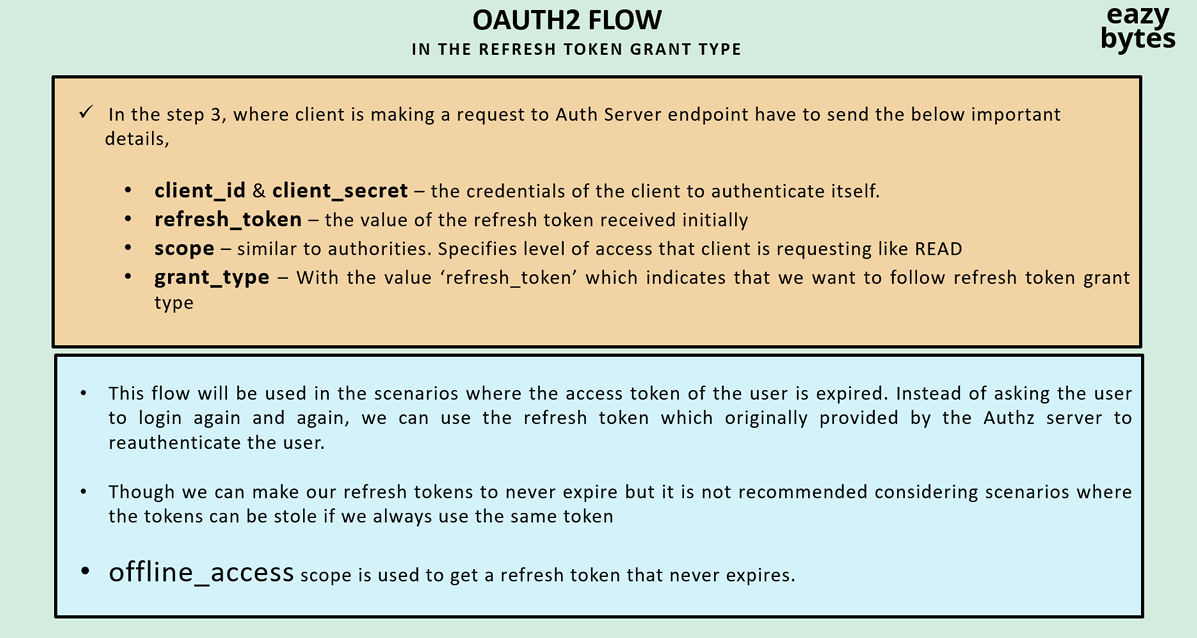 OAUTH2 FLOW
IN THE REFRESH TOKEN GRANT TYPE
eazy
bytes
✓ In the step 3, where client is making a request to Auth Server endpoint have to send the below important
details,
• client_id & client_secret – the credentials of the client to authenticate itself.
• refresh_token – the value of the refresh token received initially
• scope – similar to authorities. Specifies level of access that client is requesting like READ
• grant_type – With the value ‘refresh_token’ which indicates that we want to follow refresh token grant
type
• This flow will be used in the scenarios where the access token of the user is expired. Instead of asking the user
to login again and again, we can use the refresh token which originally provided by the Authz server to
reauthenticate the user.
• Though we can make our refresh tokens to never expire but it is not recommended considering scenarios where
the tokens can be stole if we always use the same token
• offline_access scope is used to get a refresh token that never expires.